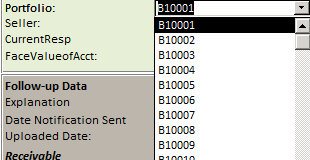 Portfolio: B10001
Seller: B10001
B10002
CurrentResp B10003
FaceValueofAcct: B10004
B10005
Follow-up Data
Explanation B10006
Date Notification Sent B10007
Uploaded Date: B10008
B10009
Receivable B10010